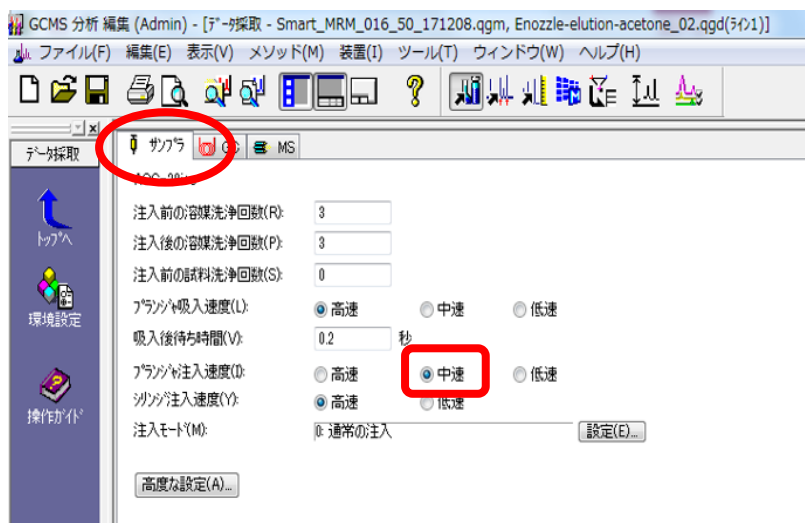 GCMS 分析 編集 (Admin) - [ﾃﾞｰﾀ採取 - Smart_MRM_016_50_171208.qgm, Enozzle-elution-acetone_02.qgd(ﾗｲﾝ1)]
ファイル(F) 編集(E) 表示(V) メソッド(M) 装置(I) ツール(T) ウィンドウ(W) ヘルプ(H)
ﾃﾞｰﾀ採取
ｻﾝﾌﾟﾗ GC MS
注入前の溶媒洗浄回数(R): 3
注入後の溶媒洗浄回数(P): 3
注入前の試料洗浄回数(S): 0
ﾌﾟﾗﾝｼﾞｬ吸入速度(L): 高速 中速 低速
吸入後待ち時間(V): 0.2 秒
ﾌﾟﾗﾝｼﾞｬ注入速度(I): 高速 中速 低速
ｼﾘﾝｼﾞ注入速度(Y): 高速 低速
注入ﾓｰﾄﾞ(M): 0: 通常の注入 設定(E)...
高度な設定(A)...
トップへ
環境設定
操作ｶﾞｲﾄﾞ